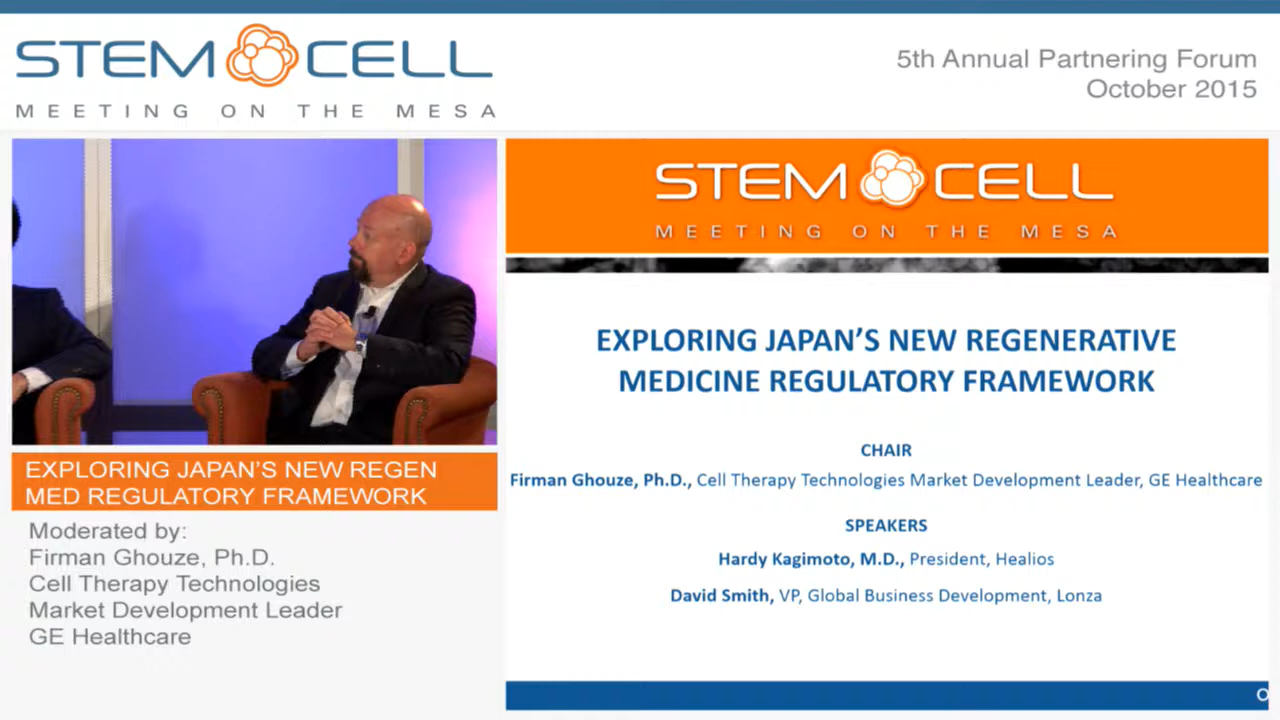 STEM CELL
MEETING ON THE MESA
5th Annual Partnering Forum
October 2015
STEM CELL
MEETING ON THE MESA
EXPLORING JAPAN'S NEW REGENERATIVE
MEDICINE REGULATORY FRAMEWORK
CHAIR
Firman Ghouze, Ph.D., Cell Therapy Technologies Market Development Leader, GE Healthcare
SPEAKERS
Hardy Kagimoto, M.D., President, Healios
David Smith, VP, Global Business Development, Lonza
EXPLORING JAPAN'S NEW REGEN
MED REGULATORY FRAMEWORK
Moderated by:
Firman Ghouze, Ph.D.
Cell Therapy Technologies
Market Development Leader
GE Healthcare